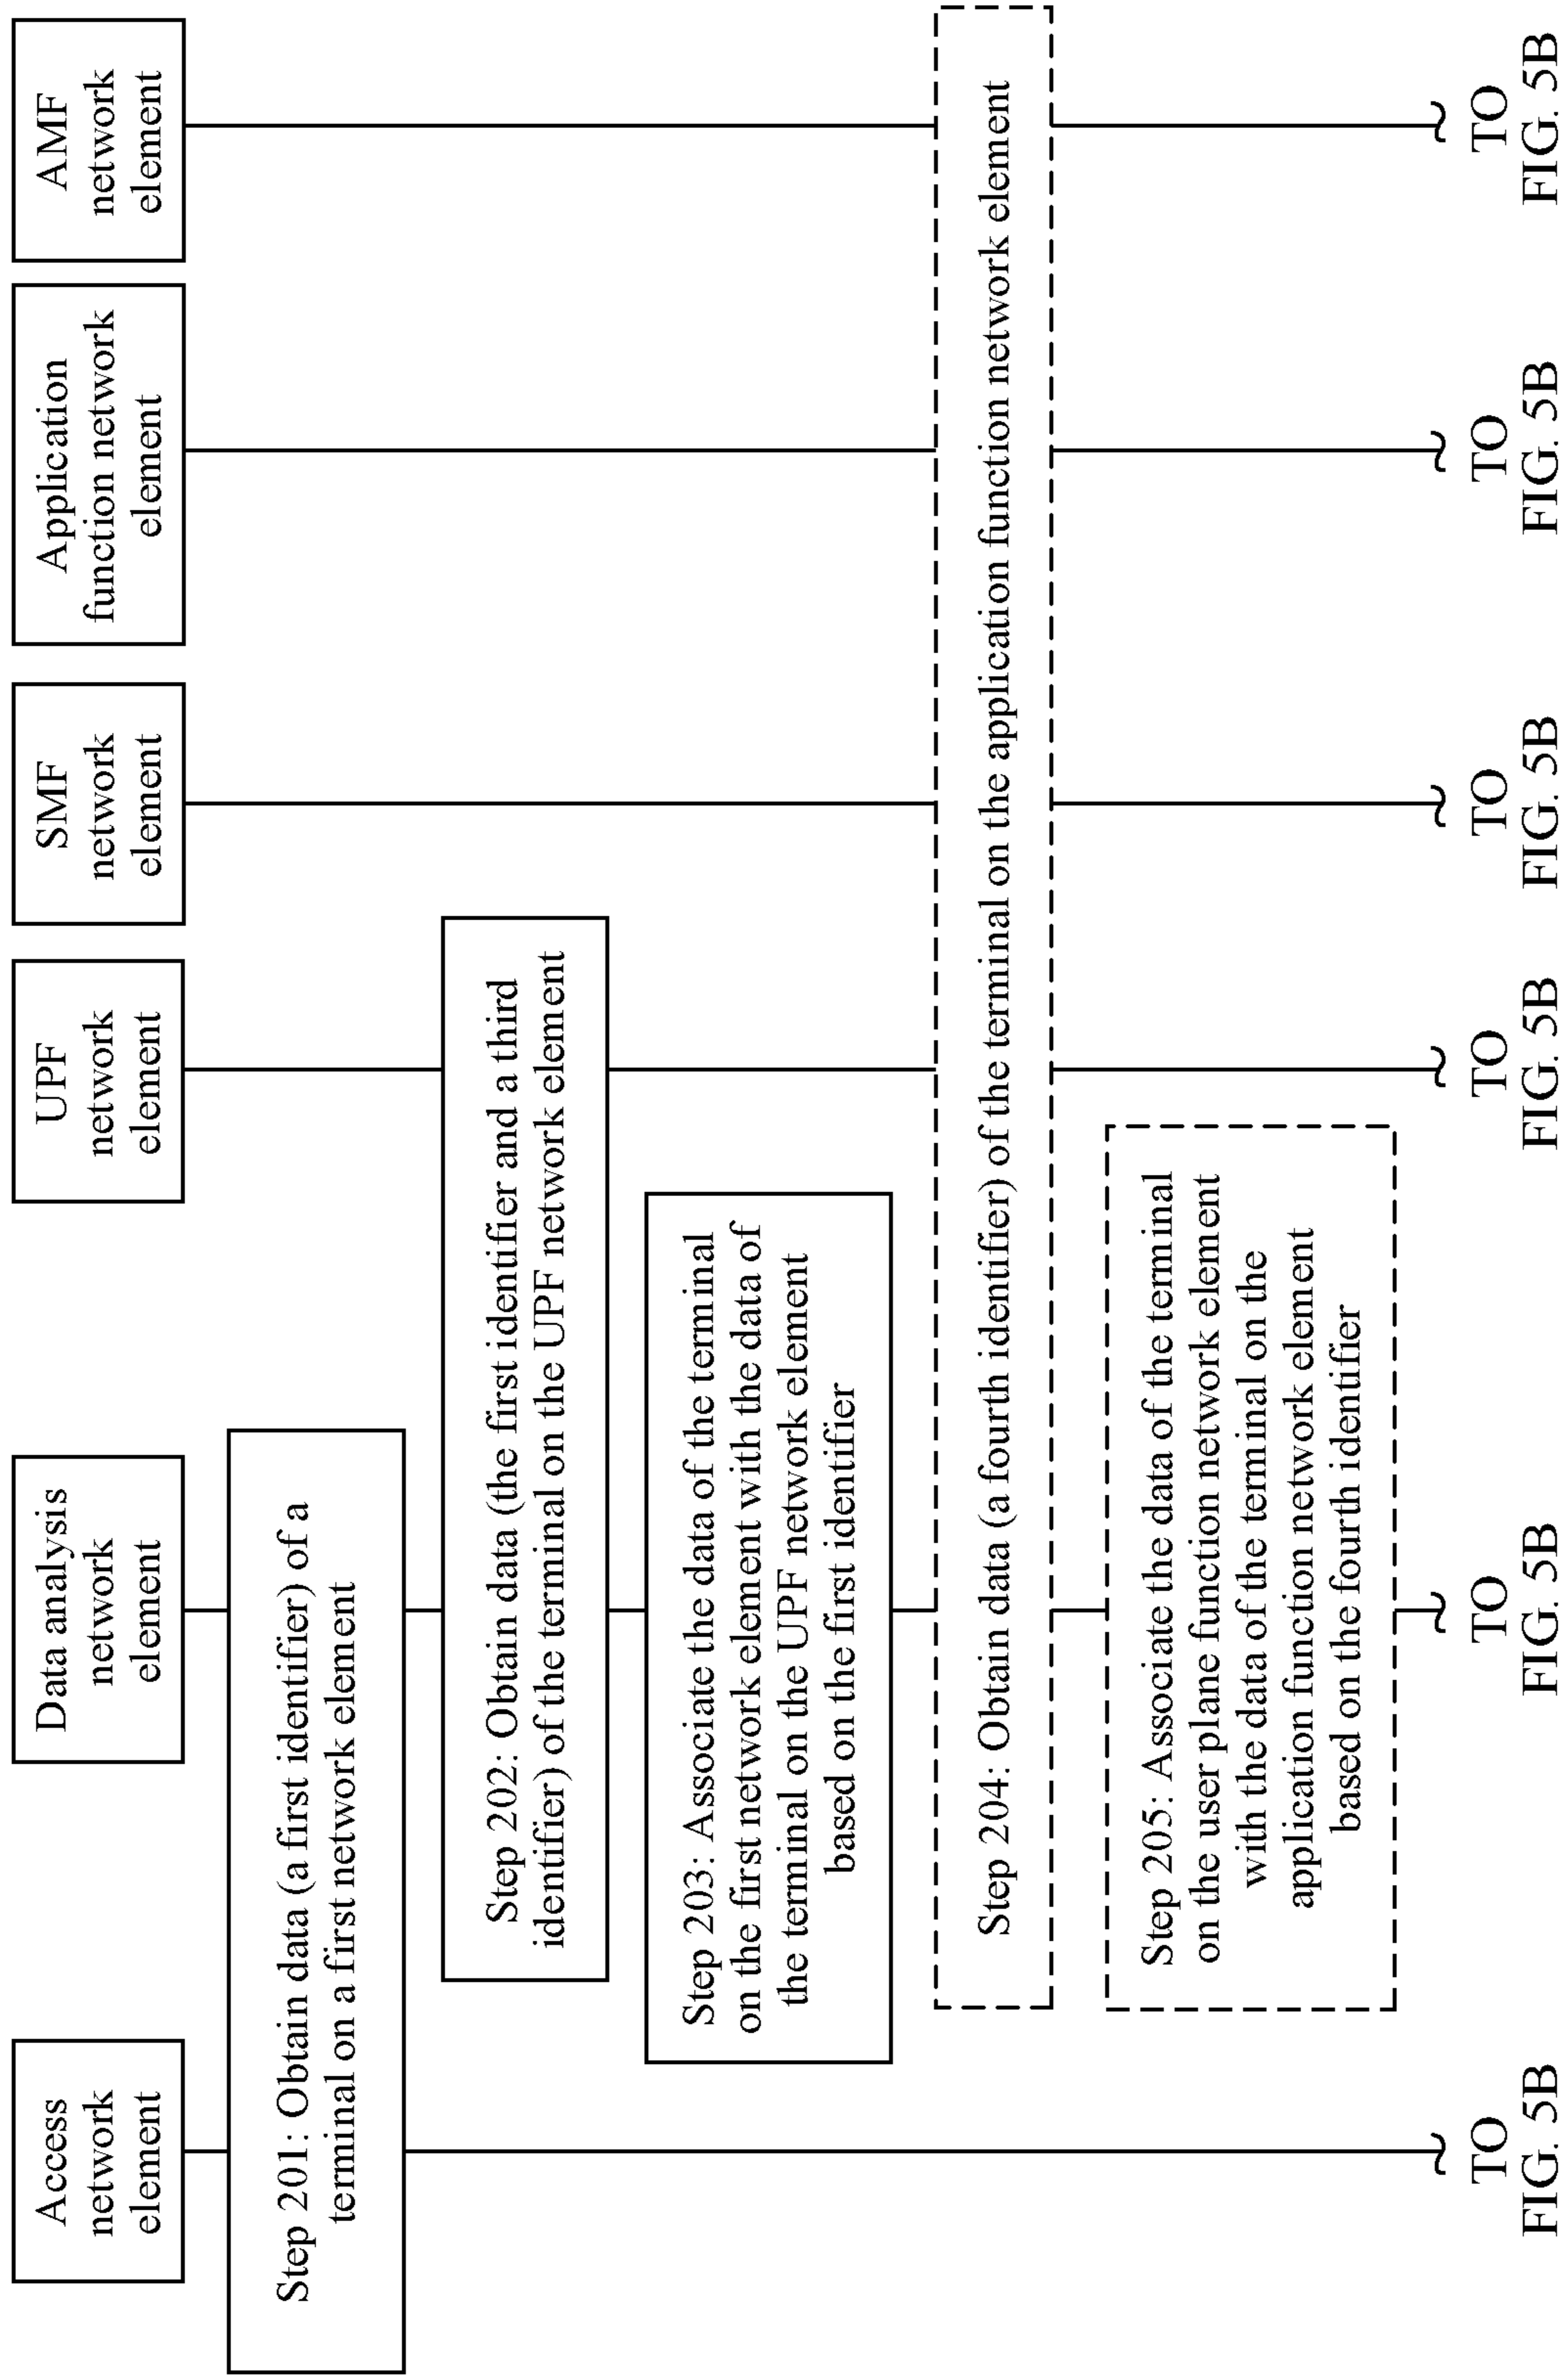 Access
network
element
Data analysis
network
element
UPF
network
element
SMF
network
element
Application
function network
element
AMF
network
element
Step 201: Obtain data (a first identifier) of a
terminal on a first network element
Step 202: Obtain data (the first identifier and a third
identifier) of the terminal on the UPF network element
Step 203: Associate the data of the terminal
on the first network element with the data of
the terminal on the UPF network element
based on the first identifier
Step 204: Obtain data (a fourth identifier) of the terminal on the application function network element
Step 205: Associate the data of the terminal
on the user plane function network element
with the data of the terminal on the
application function network element
based on the fourth identifier
TO
FIG. 5B
TO
FIG. 5B
TO
FIG. 5B
TO
FIG. 5B
TO
FIG. 5B
TO
FIG. 5B